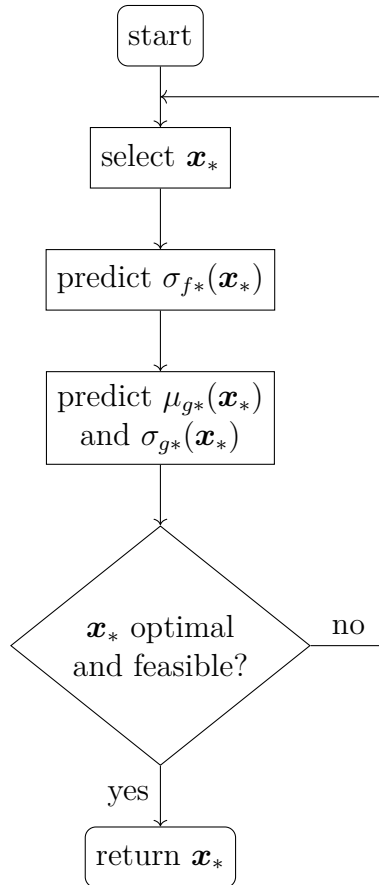 start
select 𝒙∗
predict σf∗(𝒙∗)
predict μg∗(𝒙∗)
and σg∗(𝒙∗)
𝒙∗ optimal
and feasible?
no
yes
return 𝒙∗